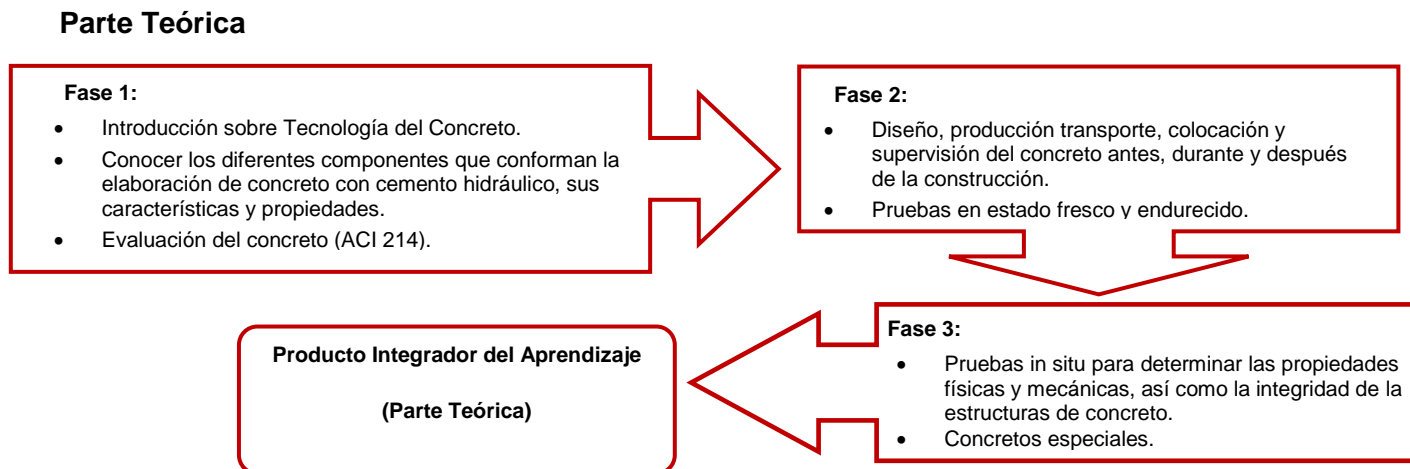 Parte Teórica
Fase 1:
• Introducción sobre Tecnología del Concreto.
• Conocer los diferentes componentes que conforman la
elaboración de concreto con cemento hidráulico, sus
características y propiedades.
• Evaluación del concreto (ACI 214).
Fase 2:
• Diseño, producción transporte, colocación y
supervisión del concreto antes, durante y después
de la construcción.
• Pruebas en estado fresco y endurecido.
Fase 3:
• Pruebas in situ para determinar las propiedades
físicas y mecánicas, así como la integridad de la
estructuras de concreto.
• Concretos especiales.
Producto Integrador del Aprendizaje
(Parte Teórica)